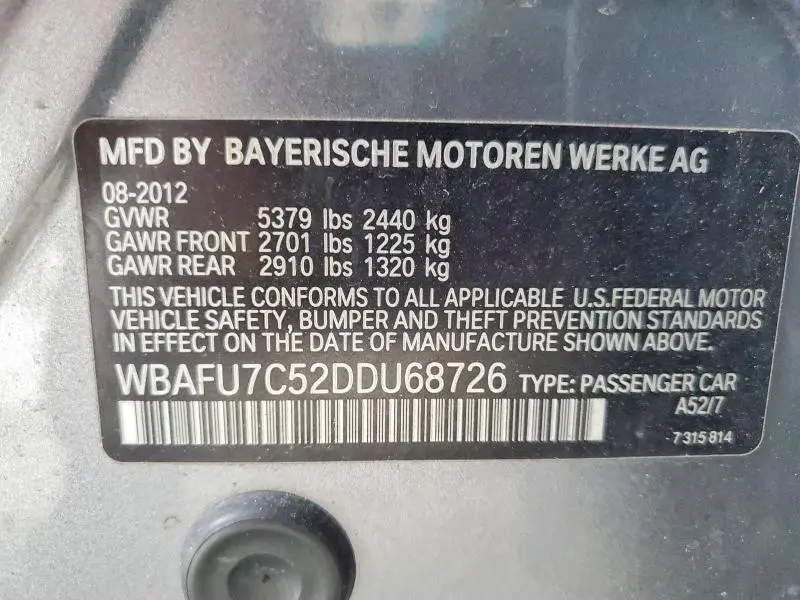 MFD BY BAYERISCHE MOTOREN WERKE AG
08-2012
GVWR 5379 lbs 2440 kg
GAWR FRONT 2701 lbs 1225 kg
GAWR REAR 2910 lbs 1320 kg
THIS VEHICLE CONFORMS TO ALL APPLICABLE U.S.FEDERAL MOTOR
VEHICLE SAFETY, BUMPER AND THEFT PREVENTION STANDARDS
IN EFFECT ON THE DATE OF MANUFACTURE SHOWN ABOVE.
WBAFU7C52DDU68726 TYPE: PASSENGER CAR
A52/7
7 315 814